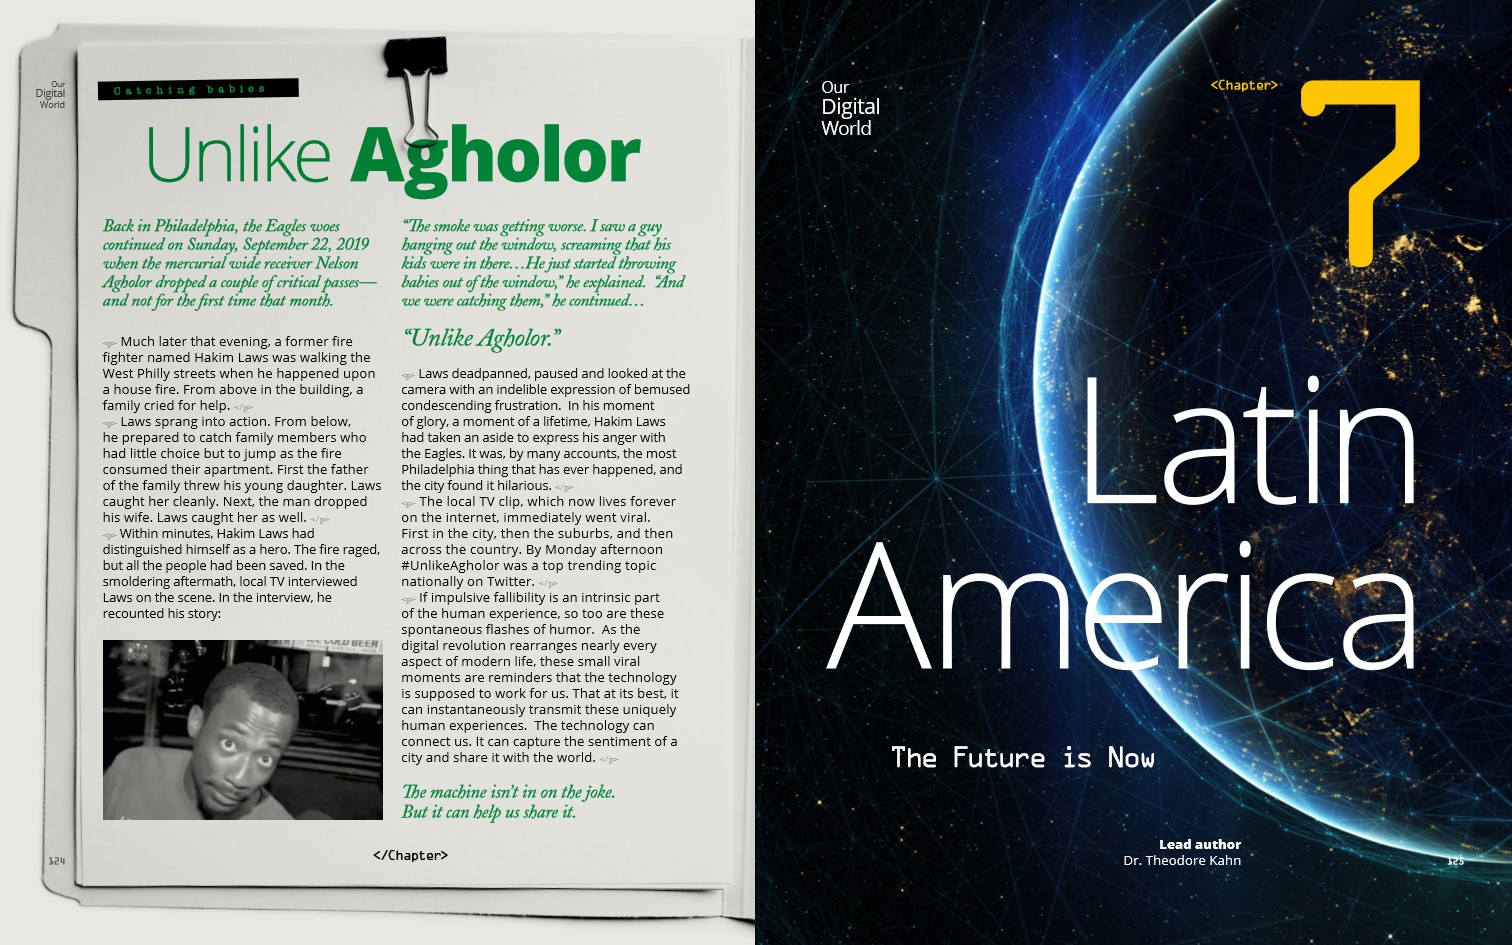 Our
Digital
World
Catching babies
Unlike Agholor
Back in Philadelphia, the Eagles woes
continued on Sunday, September 22, 2019
when the mercurial wide receiver Nelson
Agholor dropped a couple of critical passes—
and not for the first time that month.
<p> Much later that evening, a former fire
fighter named Hakim Laws was walking the
West Philly streets when he happened upon
a house fire. From above in the building, a
family cried for help. </p>
<p> Laws sprang into action. From below,
he prepared to catch family members who
had little choice but to jump as the fire
consumed their apartment. First the father
of the family threw his young daughter. Laws
caught her cleanly. Next, the man dropped
his wife. Laws caught her as well. </p>
<p> Within minutes, Hakim Laws had
distinguished himself as a hero. The fire raged,
but all the people had been saved. In the
smoldering aftermath, local TV interviewed
Laws on the scene. In the interview, he
recounted his story:
COLD BEER
“The smoke was getting worse. I saw a guy
hanging out the window, screaming that his
kids were in there…He just started throwing
babies out of the window,” he explained.  “And
we were catching them,” he continued…
“Unlike Agholor.”
<p> Laws deadpanned, paused and looked at the
camera with an indelible expression of bemused
condescending frustration.  In his moment
of glory, a moment of a lifetime, Hakim Laws
had taken an aside to express his anger with
the Eagles. It was, by many accounts, the most
Philadelphia thing that has ever happened, and
the city found it hilarious. </p>
<p> The local TV clip, which now lives forever
on the internet, immediately went viral.
First in the city, then the suburbs, and then
across the country. By Monday afternoon
#UnlikeAgholor was a top trending topic
nationally on Twitter. </p>
<p> If impulsive fallibility is an intrinsic part
of the human experience, so too are these
spontaneous flashes of humor.  As the
digital revolution rearranges nearly every
aspect of modern life, these small viral
moments are reminders that the technology
is supposed to work for us. That at its best, it
can instantaneously transmit these uniquely
human experiences.  The technology can
connect us. It can capture the sentiment of a
city and share it with the world. </p>
The machine isn’t in on the joke.
But it can help us share it.
</Chapter>
124
Our
Digital
World
<Chapter> 7
Latin
America
The Future is Now
Lead author
Dr. Theodore Kahn
125